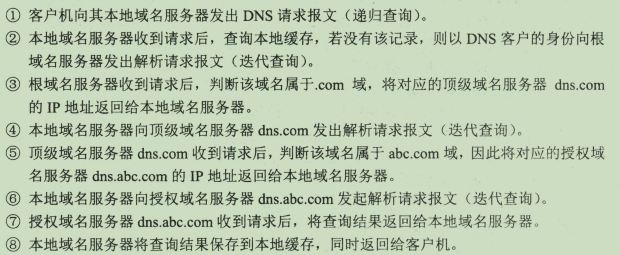 ① 客户机向其本地域名服务器发出 DNS 请求报文（递归查询）。
② 本地域名服务器收到请求后，查询本地缓存，若没有该记录，则以 DNS 客户的身份向根
域名服务器发出解析请求报文（迭代查询）。
③ 根域名服务器收到请求后，判断该域名属于.com 域，将对应的顶级域名服务器 dns.com
的 IP 地址返回给本地域名服务器。
④ 本地域名服务器向顶级域名服务器 dns.com 发出解析请求报文（迭代查询）。
⑤ 顶级域名服务器 dns.com 收到请求后，判断该域名属于 abc.com 域，因此将对应的授权域
名服务器 dns.abc.com 的 IP 地址返回给本地域名服务器。
⑥ 本地域名服务器向授权域名服务器 dns.abc.com 发起解析请求报文（迭代查询）。
⑦ 授权域名服务器 dns.abc.com 收到请求后，将查询结果返回给本地域名服务器。
⑧ 本地域名服务器将查询结果保存到本地缓存，同时返回给客户机。